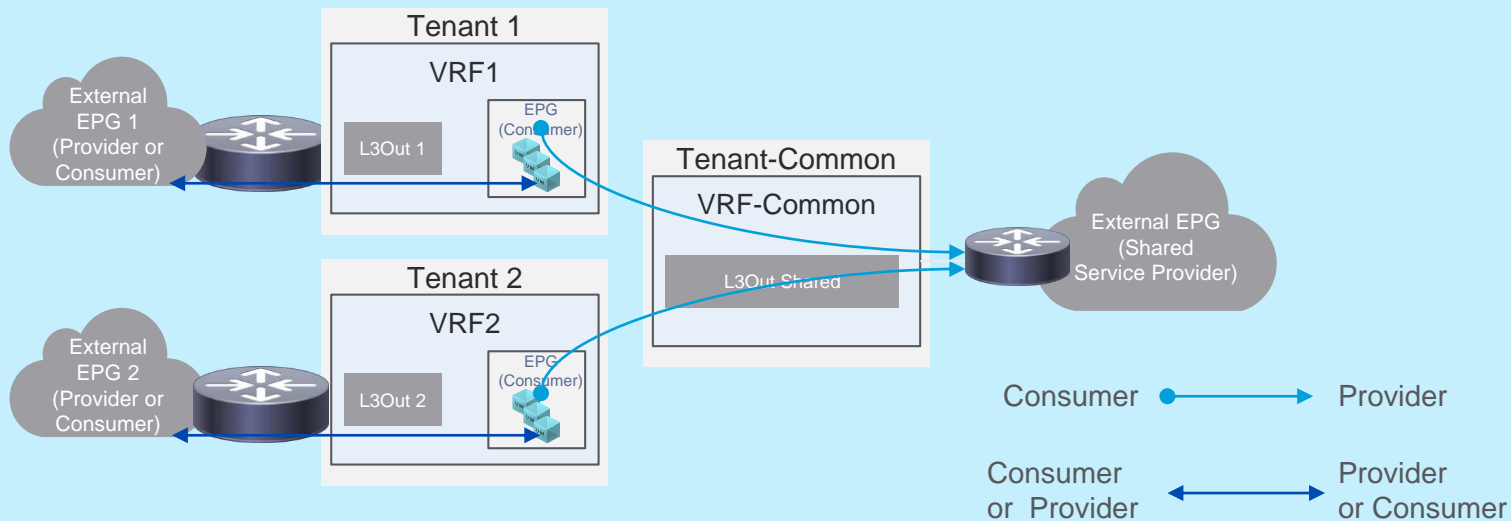 Tenant 1
VRF1
External
EPG 1
(Provider or
Consumer)
L3Out 1
EPG
(Consumer)
Tenant 2
VRF2
External
EPG 2
(Provider or
Consumer)
L3Out 2
EPG
(Consumer)
Tenant-Common
VRF-Common
L3Out Shared
External EPG
(Shared
Service Provider)
Consumer
Provider
Consumer
or Provider
Provider
or Consumer